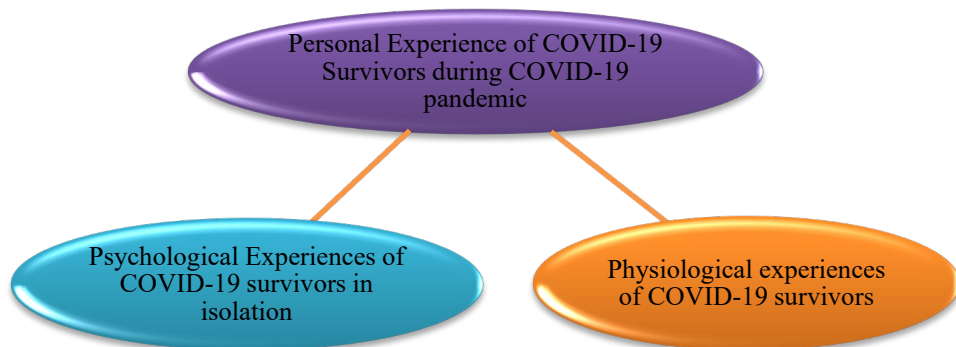 Personal Experience of COVID-19
Survivors during COVID-19
pandemic
Psychological Experiences of
COVID-19 survivors in
isolation
Physiological experiences
of COVID-19 survivors